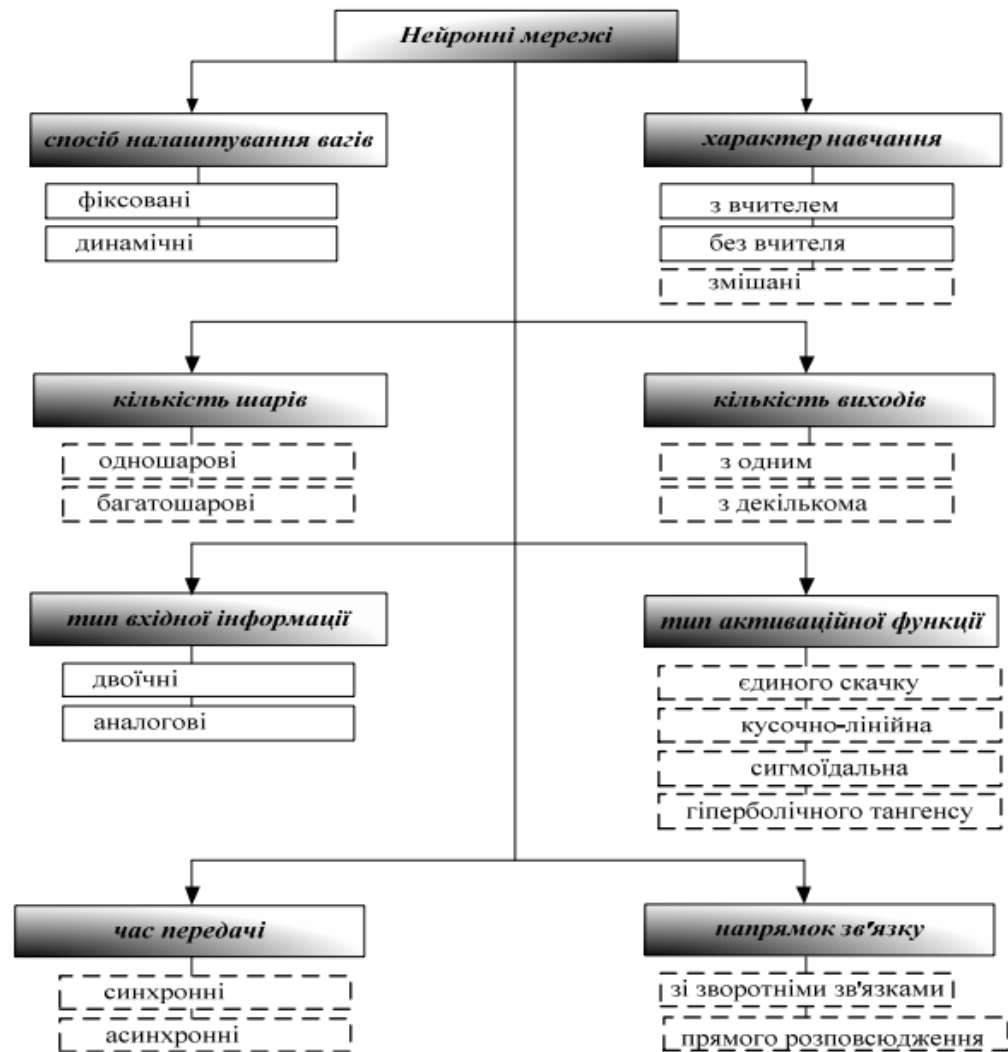 Нейронні мережі
спосіб налаштування вагів
фіксовані
динамічні
характер навчання
з вчителем
без вчителя
змішані
кількість шарів
одношарові
багатошарові
кількість виходів
з одним
з декількома
тип вхідної інформації
двоїчні
аналогові
тип активаційної функції
єдиного скачку
кусочно-лінійна
сигмоїдальна
гіперболічного тангенсу
час передачі
синхронні
асинхронні
напрямок зв'язку
зі зворотніми зв'язками
прямого розповсюдження